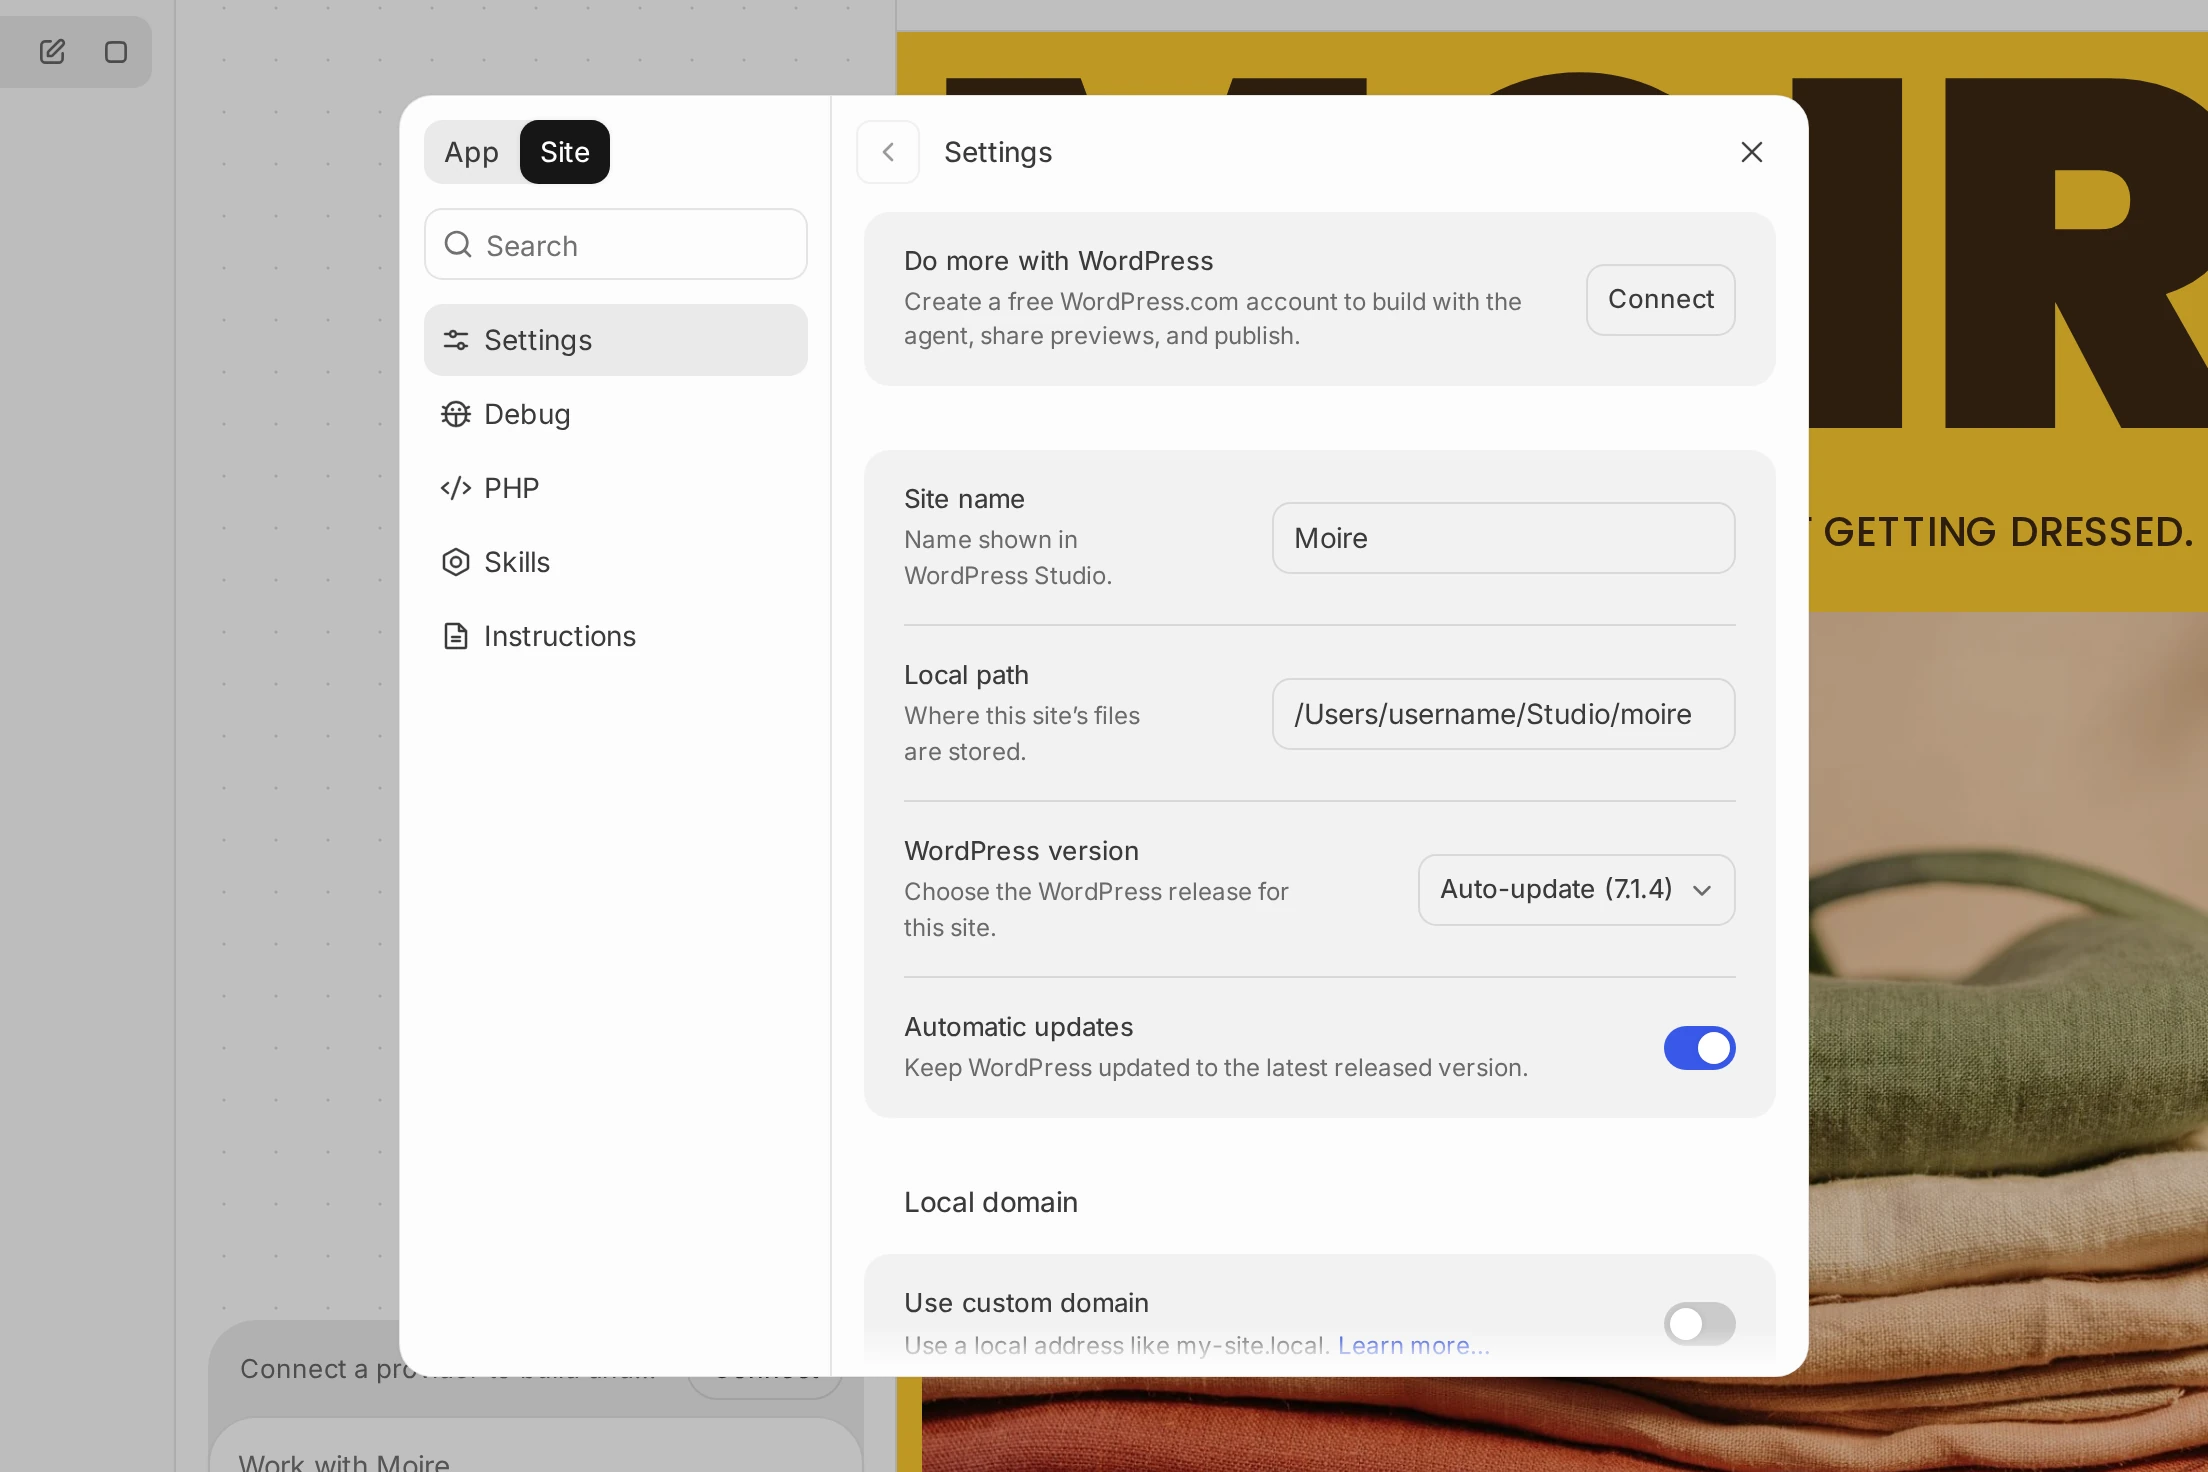 App
Site
Search
Settings
Debug
PHP
Skills
Instructions
Settings
Do more with WordPress
Create a free WordPress.com account to build with the
agent, share previews, and publish.
Connect
Site name
Name shown in
WordPress Studio.
Moire
Local path
Where this site’s files
are stored.
/Users/username/Studio/moire
WordPress version
Choose the WordPress release for
this site.
Auto-update (7.1.4)
Automatic updates
Keep WordPress updated to the latest released version.
Local domain
Use custom domain
Use a local address like my-site.local. Learn more...
GETTING DRESSED.
Connect a
Work with Moire